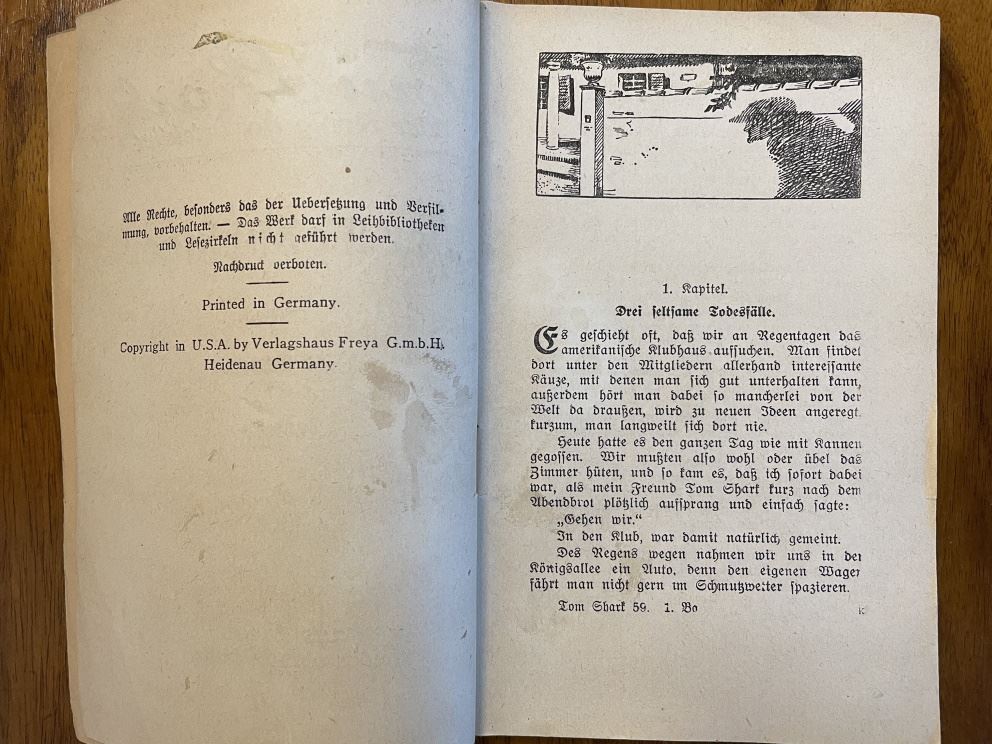 Alle Rechte, besonders das der Uebersetzung und Verfil-
mung, vorbehalten. — Das Werk darf in Leihbibliotheken
und Lesezirkeln nicht geführt werden.
Nachdruck verboten.
Printed in Germany.
Copyright in U.S.A. by Verlagshaus Freya G.m.b.H.
Heidenau Germany.
1. Kapitel.
Drei seltsame Todesfälle.
Es geschieht oft, daß wir an Regentagen das
amerikanische Klubhaus aufsuchen. Man findet
dort unter den Mitgliedern allerhand interessante
Käuze, mit denen man sich gut unterhalten kann,
außerdem hört man dabei so mancherlei von der
Welt da draußen, wird zu neuen Ideen angeregt.
kurzum, man langweilt sich dort nie.
Heute hatte es den ganzen Tag wie mit Kannen
gegossen. Wir mußten also wohl oder übel das
Zimmer hüten, und so kam es, daß ich sofort dabei
war, als mein Freund Tom Shark kurz nach dem
Abendbrot plötzlich aufsprang und einfach sagte:
„Gehen wir.“
In den Klub, war damit natürlich gemeint.
Des Regens wegen nahmen wir uns in der
Königsallee ein Auto, denn den eigenen Wagen
fährt man nicht gern im Schmutzwetter spazieren.
Tom Shark 59. 1. Bo